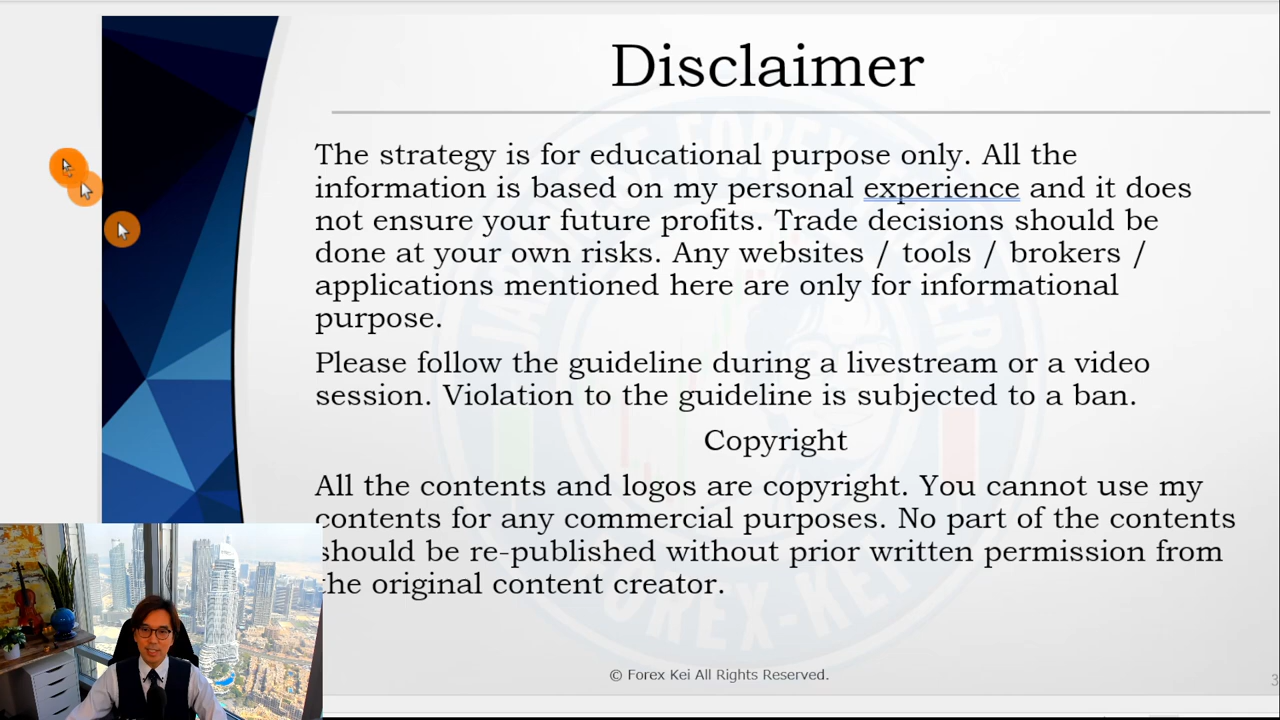 Disclaimer
The strategy is for educational purpose only. All the
information is based on my personal experience and it does
not ensure your future profits. Trade decisions should be
done at your own risks. Any websites / tools / brokers /
applications mentioned here are only for informational
purpose.
Please follow the guideline during a livestream or a video
session. Violation to the guideline is subjected to a ban.
Copyright
All the contents and logos are copyright. You cannot use my
contents for any commercial purposes. No part of the contents
should be re-published without prior written permission from
the original content creator.
© Forex Kei All Rights Reserved.
3